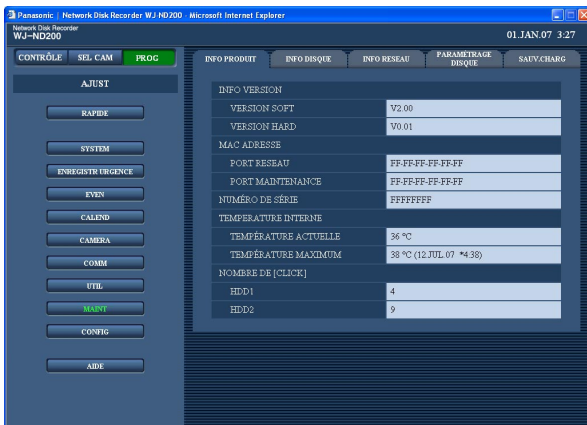 Panasonic | Network Disk Recorder WJ-ND200 - Microsoft Internet Explorer
Network Disk Recorder
WJ-ND200
01.JAN.07 3:27
CONTRÔLE SEL CAM PROG
INFO PRODUIT INFO DISQUE INFO RESEAU PARAMÉTRAGE DISQUE SAUV.CHARG
AJUST
RAPIDE
SYSTEM
ENREGISTR URGENCE
EVEN
CALEND
CAMERA
COMM
UTIL
MAINT
CONFIG
AIDE
INFO VERSION
VERSION SOFT V2.00
VERSION HARD V0.01
MAC ADRESSE
PORT RESEAU FF-FF-FF-FF-FF-FF
PORT MAINTENANCE FF-FF-FF-FF-FF-FF
NUMÉRO DE SÉRIE FFFFFFFF
TEMPERATURE INTERNE
TEMPÉRATURE ACTUELLE 36 °C
TEMPÉRATURE MAXIMUM 38 °C (12.JUL.07 *4:38)
NOMBRE DE [CLICK]
HDD1 4
HDD2 9